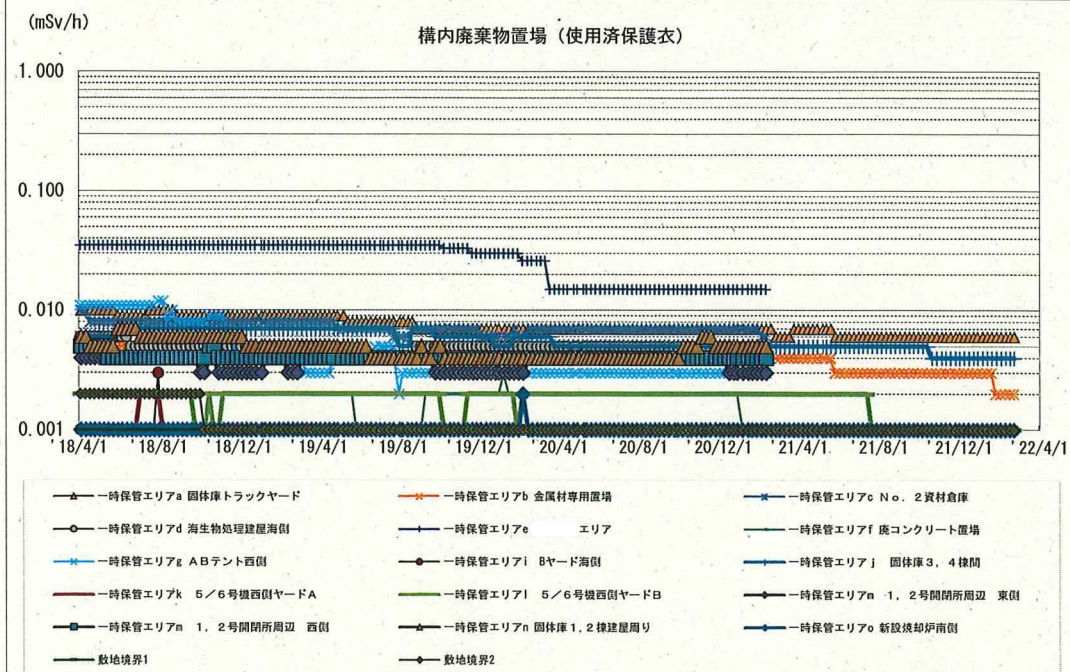 (mSv/h)
構内廃棄物置場（使用済保護衣）
1.000
0.100
0.010
0.001
'18/4/1 '18/8/1 '18/12/1 '19/4/1 '19/8/1 '19/12/1 '20/4/1 '20/8/1 '20/12/1 '21/4/1 '21/8/1 '21/12/1 '22/4/1
一時保管エリアa 固体庫トラックヤード 一時保管エリアb 金属材専用置場 一時保管エリアc No．2資材倉庫
一時保管エリアd 海生物処理建屋海側 一時保管エリアe エリア 一時保管エリアf 廃コンクリート置場
一時保管エリアg ABテント西側 一時保管エリアi Bヤード海側 一時保管エリアj 固体庫3，4棟間
一時保管エリアk 5／6号機西側ヤードA 一時保管エリアl 5／6号機西側ヤードB 一時保管エリアm 1，2号開閉所周辺 東側
一時保管エリアm 1，2号開閉所周辺 西側 一時保管エリアn 固体庫1,2棟建屋周り 一時保管エリアo 新設焼却炉南側
敷地境界1 敷地境界2